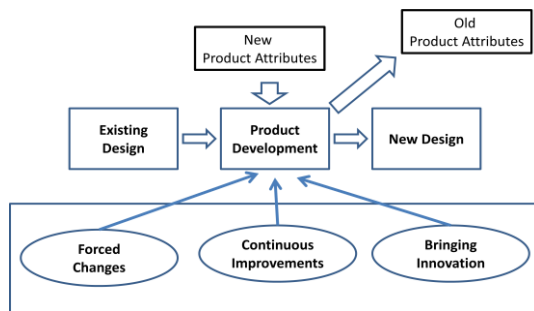 Old
Product Attributes
New
Product Attributes
Existing
Design
Product
Development
New Design
Forced
Changes
Continuous
Improvements
Bringing
Innovation